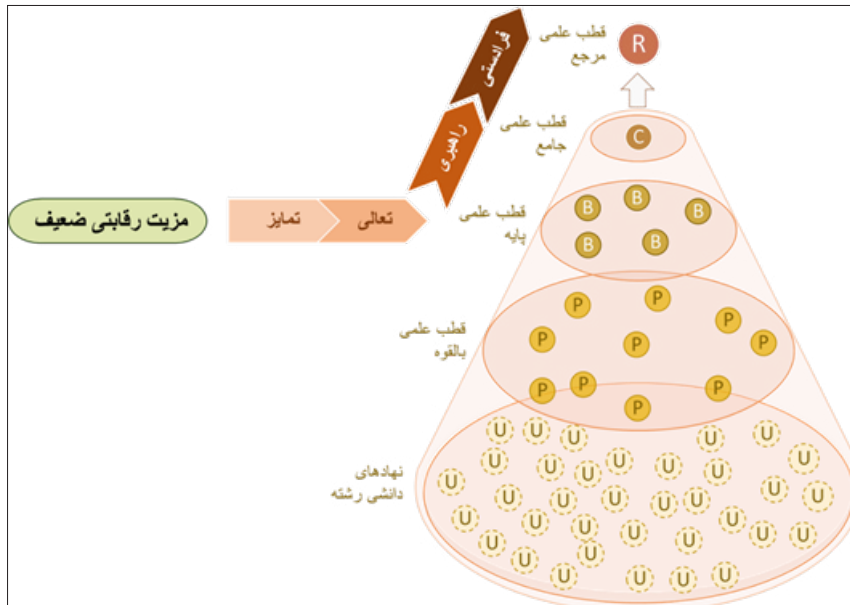 قطب علمی
مرجع
R
فرادستی
راهبری
تعالی
تمایز
مزیت رقابتی ضعیف
قطب علمی
جامع
C
قطب علمی
پایه
B B B
B B
قطب علمی
بالقوه
P P P
P P P
P P P
P
نهادهای
دانشی رشته
U U U U U
U U U U U U U
U U U U U U U U
U U U U U U U U
U U U
U U U U